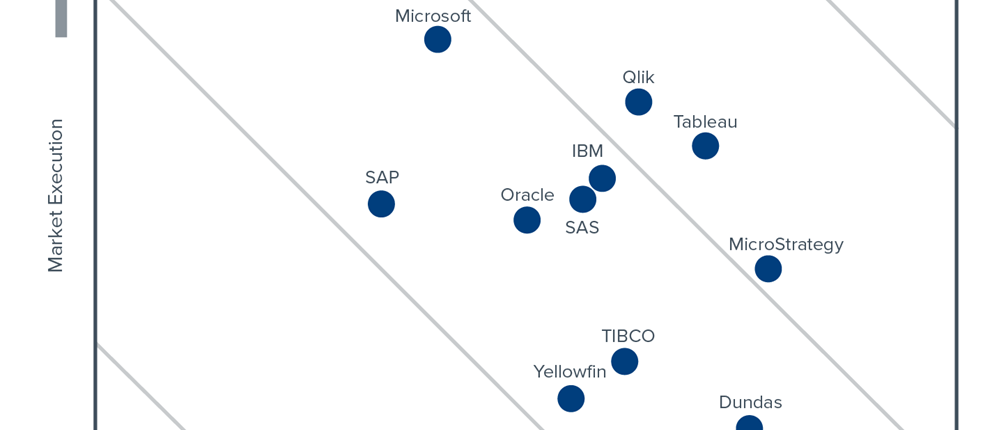 Microsoft
Qlik
Tableau
IBM
SAP
Oracle
SAS
MicroStrategy
TIBCO
Yellowfin
Dundas
Market Execution